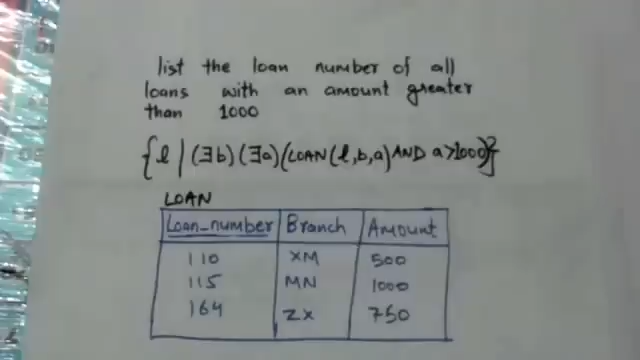 list the loan number of all
loans with an amount greater
than 1000
{l | (∃b) (∃a) (LOAN (l,b,a) AND a>1000)}
LOAN
Loan_number Branch Amount
110 XM 500
115 MN 1000
164 ZX 750